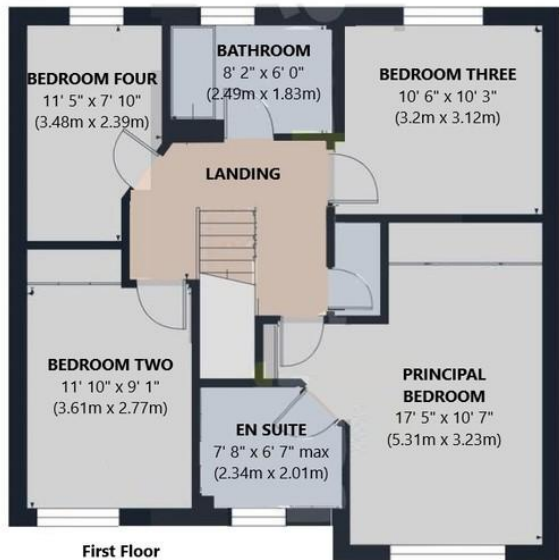 BEDROOM FOUR
11' 5" x 7' 10"
(3.48m x 2.39m)
BATHROOM
8' 2" x 6' 0"
(2.49m x 1.83m)
BEDROOM THREE
10' 6" x 10' 3"
(3.2m x 3.12m)
LANDING
BEDROOM TWO
11' 10" x 9' 1"
(3.61m x 2.77m)
EN SUITE
7' 8" x 6' 7" max
(2.34m x 2.01m)
PRINCIPAL
BEDROOM
17' 5" x 10' 7"
(5.31m x 3.23m)
First Floor